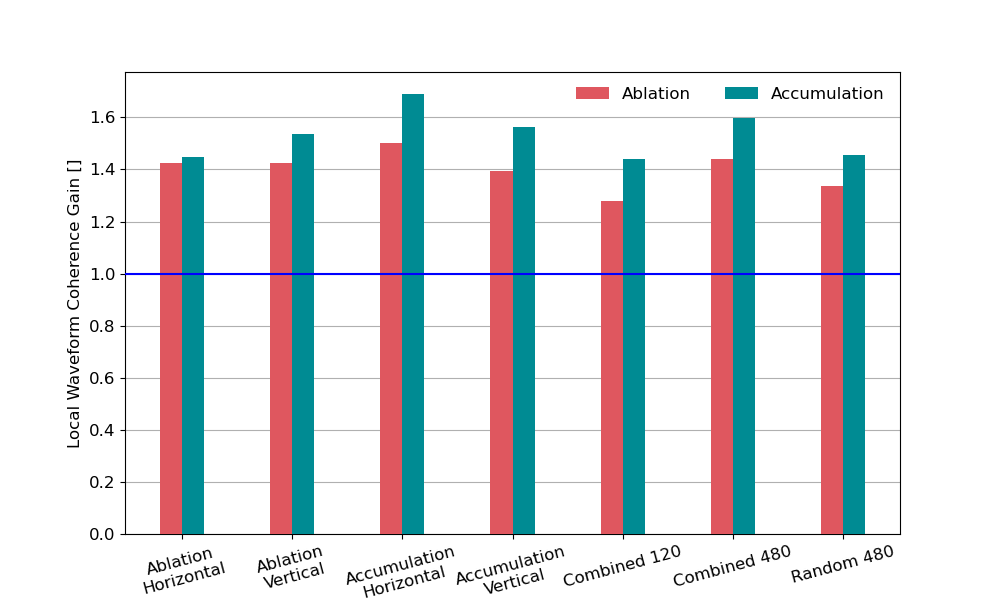 Ablation
Accumulation
Local Waveform Coherence Gain []
1.6
1.4
1.2
1.0
0.8
0.6
0.4
0.2
0.0
Ablation
Horizontal
Ablation
Vertical
Accumulation
Horizontal
Accumulation
Vertical
Combined 120
Combined 480
Random 480